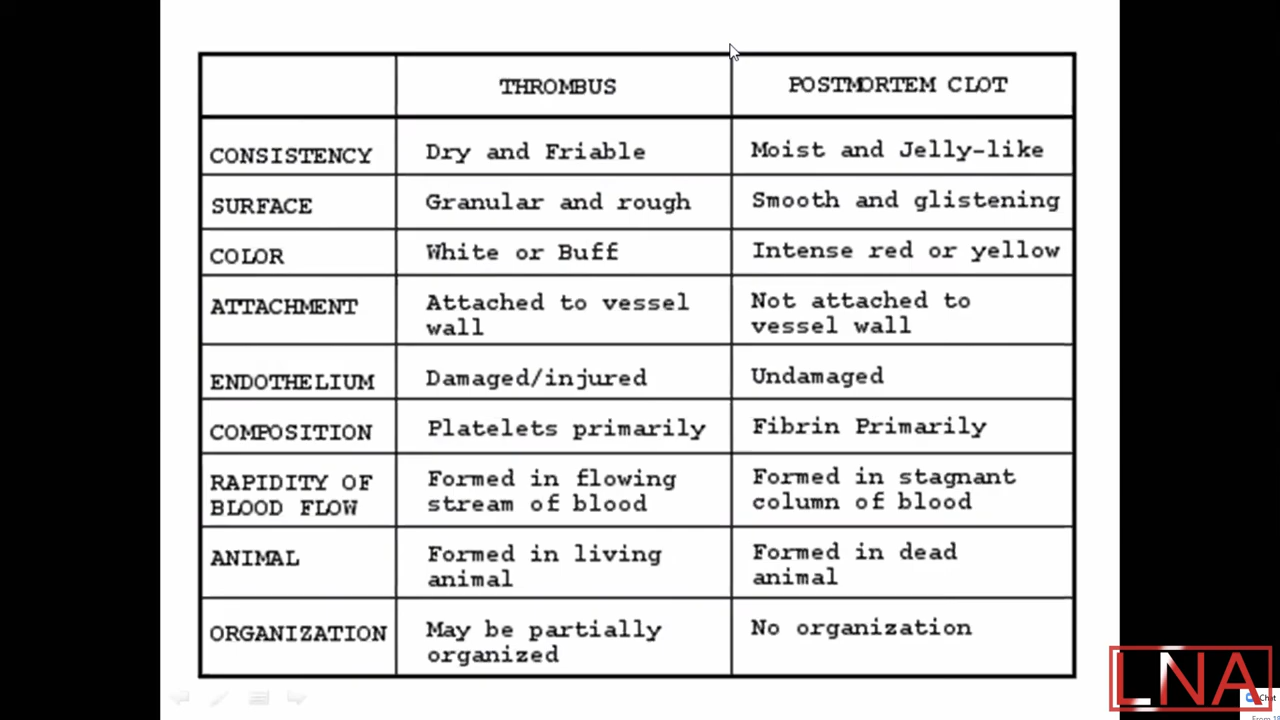 THROMBUS POSTMORTEM CLOT
CONSISTENCY Dry and Friable Moist and Jelly-like
SURFACE Granular and rough Smooth and glistening
COLOR White or Buff Intense red or yellow
ATTACHMENT Attached to vessel wall Not attached to vessel wall
ENDOTHELIUM Damaged/injured Undamaged
COMPOSITION Platelets primarily Fibrin Primarily
RAPIDITY OF BLOOD FLOW Formed in flowing stream of blood Formed in stagnant column of blood
ANIMAL Formed in living animal Formed in dead animal
ORGANIZATION May be partially organized No organization
LNA
Chat